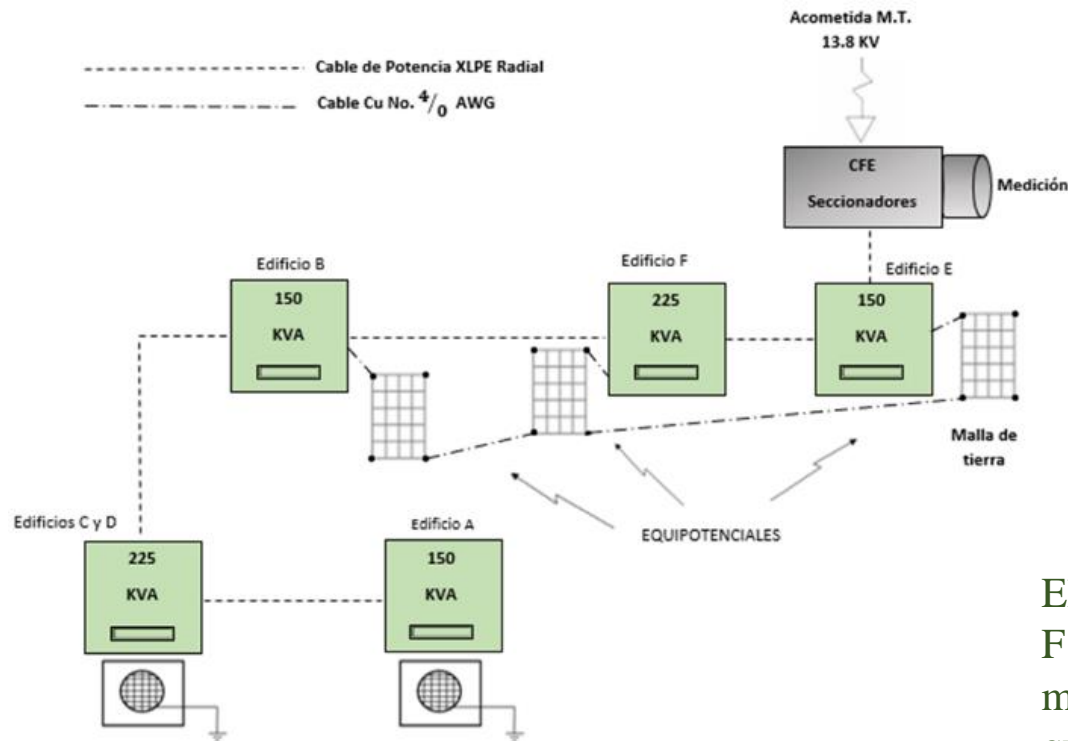 Acometida M.T.
13.8 KV
Cable de Potencia XLPE Radial
Cable Cu No. 4/0 AWG
CFE
Seccionadores
Medición
Edificio B
150
KVA
Edificio F
225
KVA
Edificio E
150
KVA
Malla de
tierra
EQUIPOTENCIALES
Edificios C y D
225
KVA
Edificio A
150
KVA
E
F
m